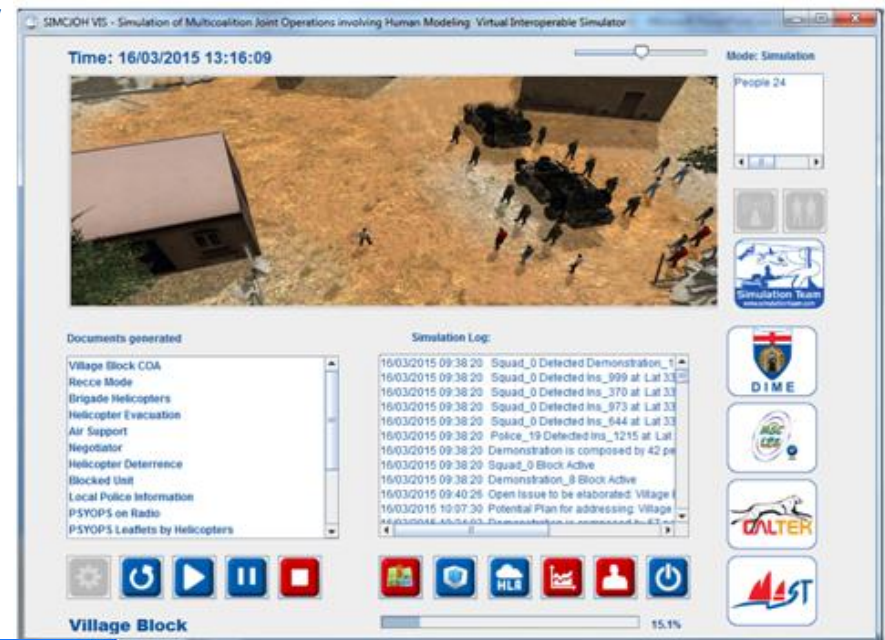 SIMCJOH VIS - Simulation of Multicoalition Joint Operations involving Human Modeling Virtual Interoperable Simulator
Time: 16/03/2015 13:16:09
Mode: Simulation
People 24
Simulation Team
www.simulationteam.com
Documents generated
Village Block COA
Recce Mode
Brigade Helicopters
Helicopter Evacuation
Air Support
Negotiator
Helicopter Deterrence
Blocked Unit
Local Police Information
PSYOPS on Radio
PSYOPS Leaflets by Helicopters
Simulation Log:
16/03/2015 09:38:20 Squad_0 Detected Demonstration_1
16/03/2015 09:38:20 Squad_0 Detected Ins_999 at Lat 33
16/03/2015 09:38:20 Squad_0 Detected Ins_370 at Lat 33
16/03/2015 09:38:20 Squad_0 Detected Ins_973 at Lat 33
16/03/2015 09:38:20 Squad_0 Detected Ins_644 at Lat 33
16/03/2015 09:38:20 Police_19 Detected Ins_1215 at Lat
16/03/2015 09:38:20 Demonstration is composed by 42 pe
16/03/2015 09:38:20 Squad_0 Block Active
16/03/2015 09:38:20 Demonstration_8 Block Active
16/03/2015 09:40:26 Open Issue to be elaborated: Village
16/03/2015 10:07:30 Potential Plan for addressing: Village
DIME
MSC
LES
CALTEK
MAST
HLA
Village Block
15.1%